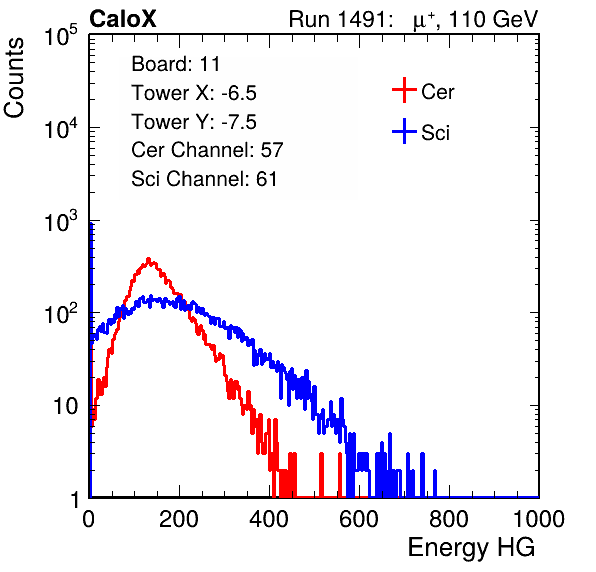 CaloX Run 1491: μ⁺, 110 GeV
Counts
10⁵
10⁴
10³
10²
10
1
Board: 11
Tower X: -6.5
Tower Y: -7.5
Cer Channel: 57
Sci Channel: 61
Cer
Sci
0 200 400 600 800 1000
Energy HG